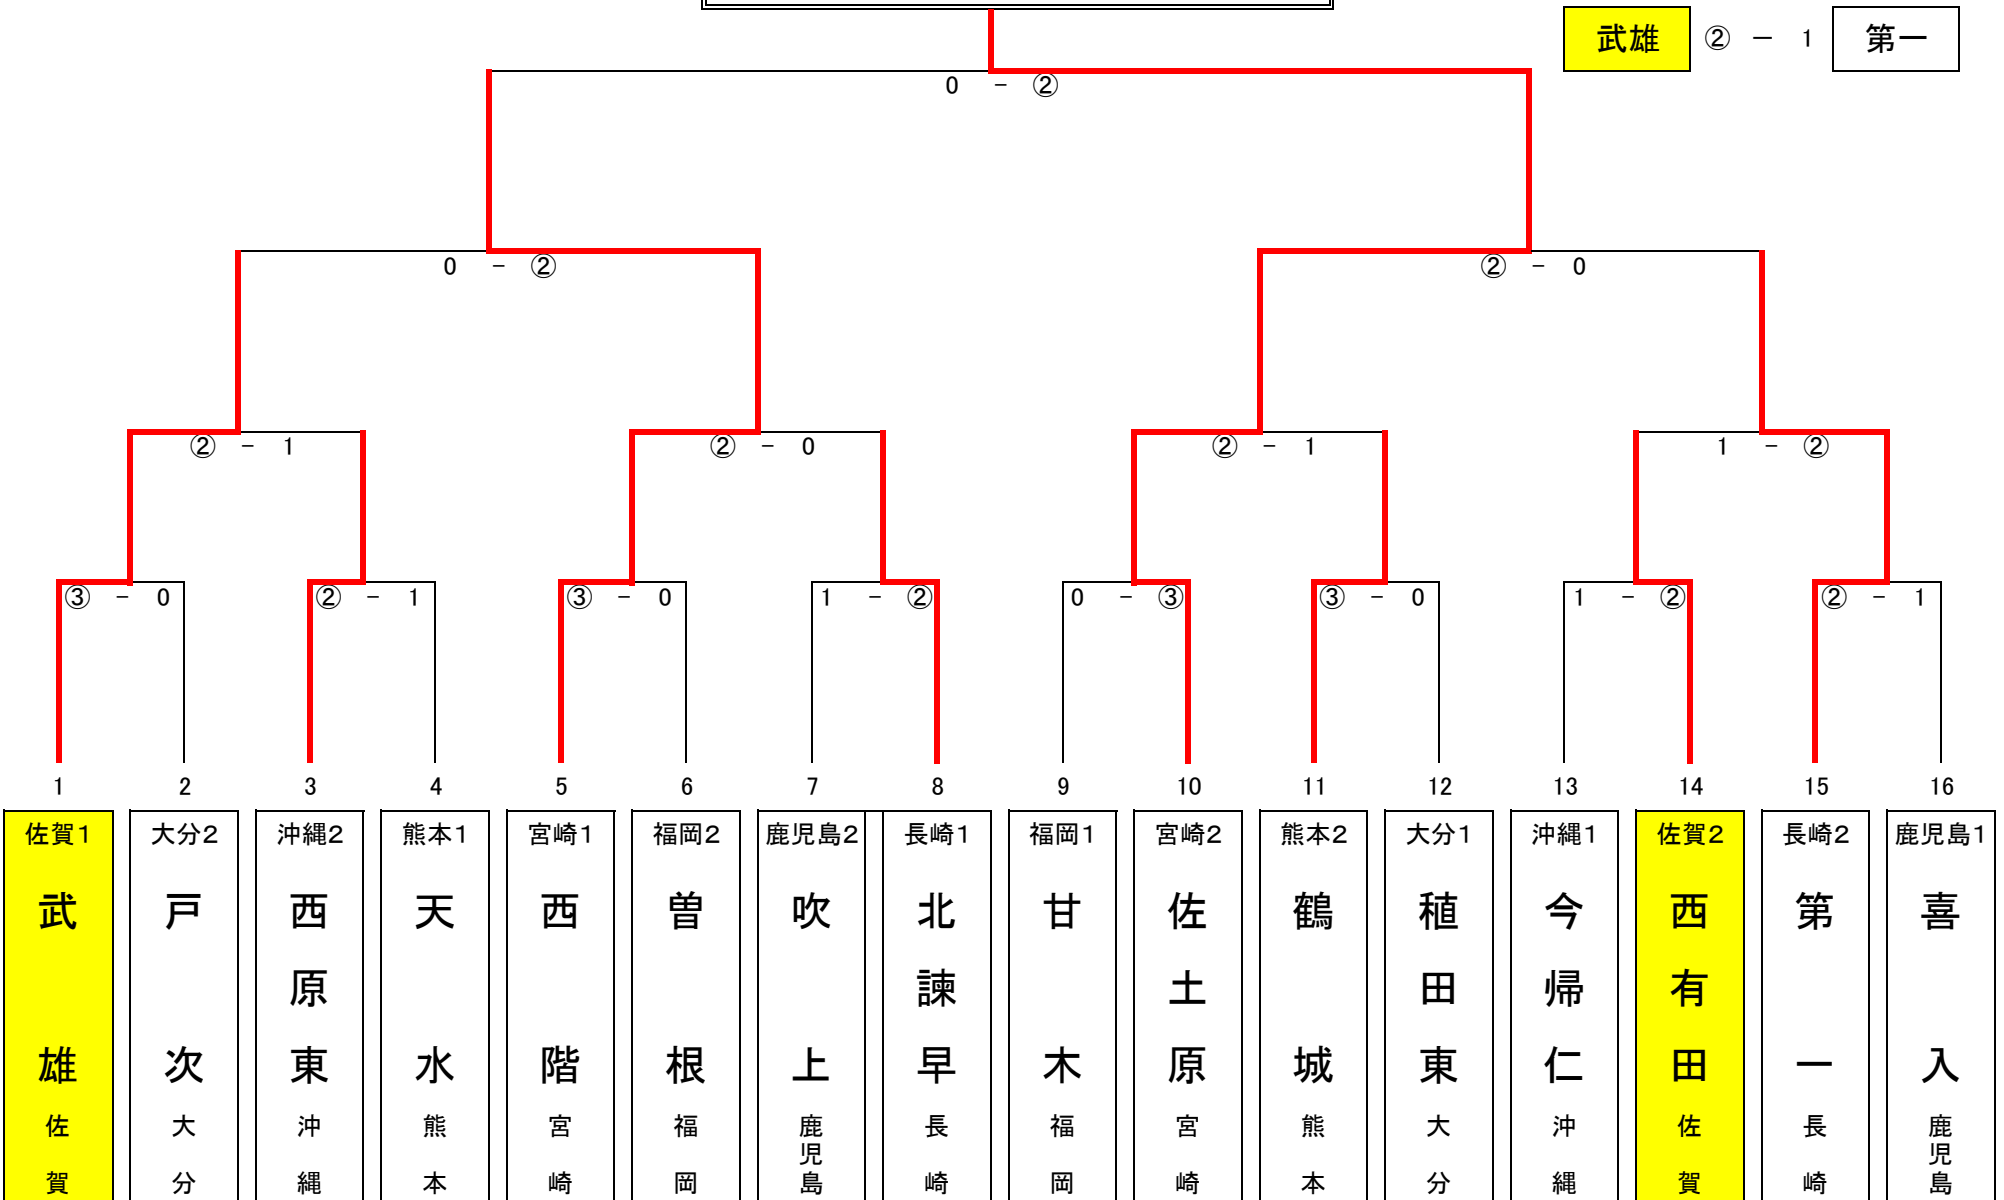 武雄 ② － 1 第一
0 － ②
0 － ② ② － 0
② － 1 ② － 0 ② － 1 1 － ②
③ － 0 ② － 1 ③ － 0 1 － ② 0 － ③ ③ － 0 1 － ② ② － 1
1 2 3 4 5 6 7 8 9 10 11 12 13 14 15 16
佐賀1 大分2 沖縄2 熊本1 宮崎1 福岡2 鹿児島2 長崎1 福岡1 宮崎2 熊本2 大分1 沖縄1 佐賀2 長崎2 鹿児島1
武雄 戸次 西原東 天水 西階 曽根 吹上 北諫早 甘木 佐土原 鶴城 稙田東 今帰仁 西有田 第一 喜入
佐賀 大分 沖縄 熊本 宮崎 福岡 鹿児島 長崎 福岡 宮崎 熊本 大分 沖縄 佐賀 長崎 鹿児島